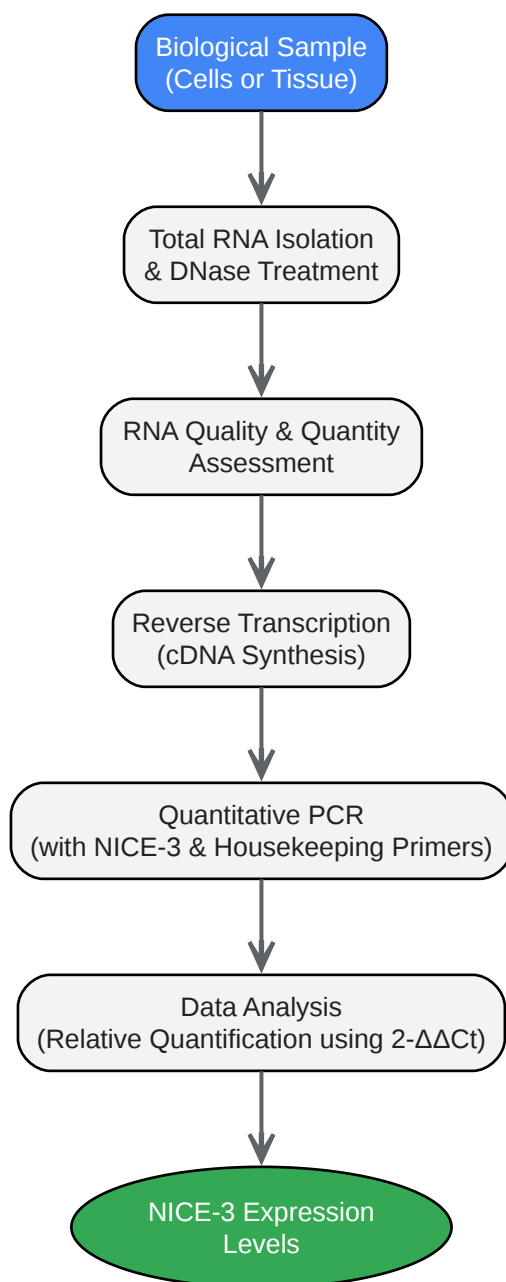 Biological Sample
(Cells or Tissue)
Total RNA Isolation
& DNase Treatment
RNA Quality & Quantity
Assessment
Reverse Transcription
(cDNA Synthesis)
Quantitative PCR
(with NICE-3 & Housekeeping Primers)
Data Analysis
(Relative Quantification using 2-ΔΔCt)
NICE-3 Expression
Levels